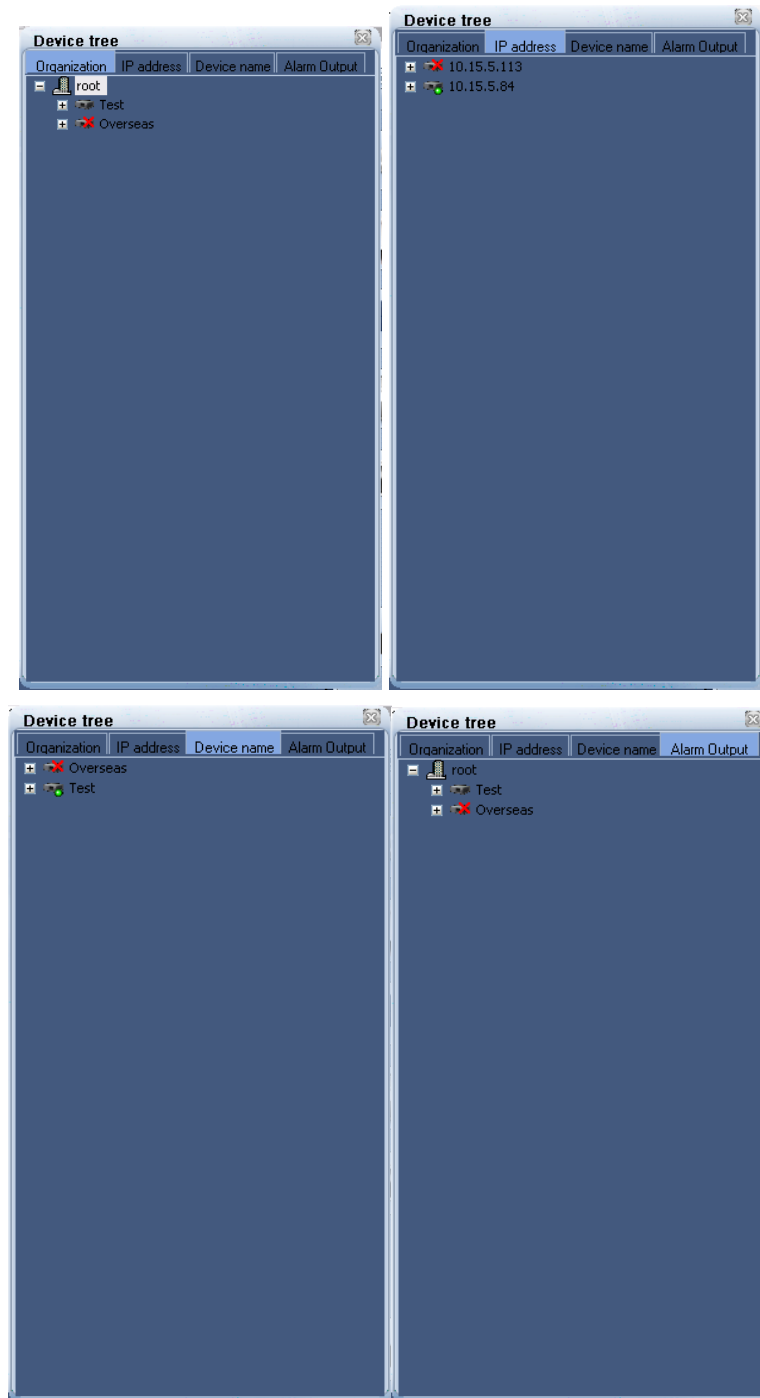 Device tree
Organization IP address Device name Alarm Output
root
Test
Overseas
Device tree
Organization IP address Device name Alarm Output
10.15.5.113
10.15.5.84
Device tree
Organization IP address Device name Alarm Output
Overseas
Test
Device tree
Organization IP address Device name Alarm Output
root
Test
Overseas